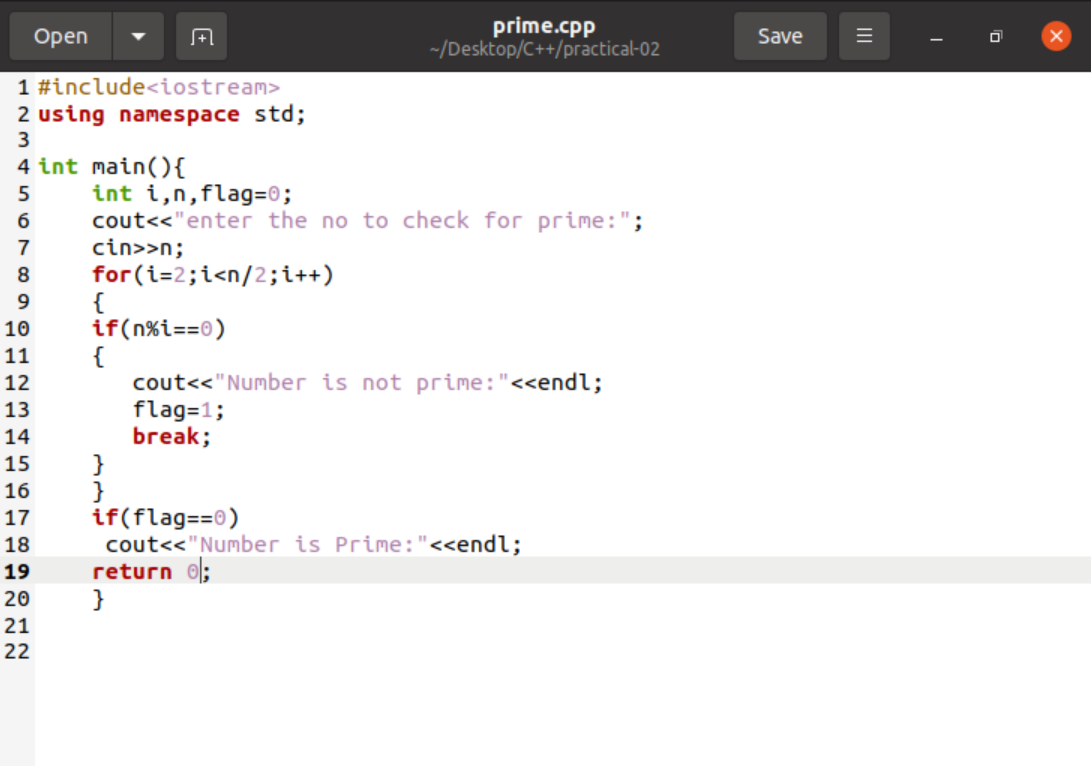 Open
prime.cpp
~/Desktop/C++/practical-02
Save
1 #include<iostream>
2 using namespace std;
3
4 int main(){
5     int i,n,flag=0;
6     cout<<"enter the no to check for prime:";
7     cin>>n;
8     for(i=2;i<n/2;i++)
9     {
10     if(n%i==0)
11     {
12        cout<<"Number is not prime:"<<endl;
13        flag=1;
14        break;
15     }
16     }
17     if(flag==0)
18      cout<<"Number is Prime:"<<endl;
19     return 0;
20     }
21
22